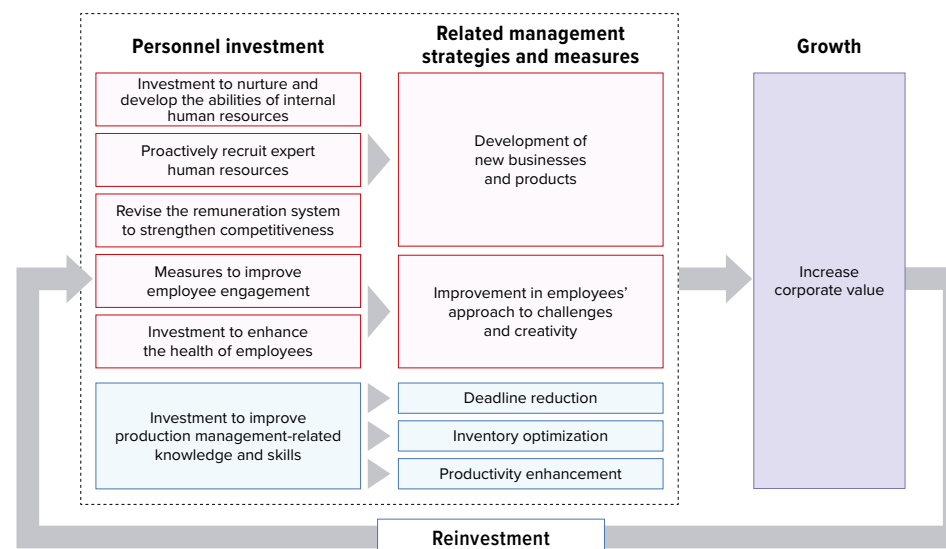 Personnel investment
Related management
strategies and measures
Growth
Investment to nurture and
develop the abilities of internal
human resources
Proactively recruit expert
human resources
Revise the remuneration system
to strengthen competitiveness
Development of
new businesses
and products
Measures to improve
employee engagement
Investment to enhance
the health of employees
Improvement in employees’
approach to challenges
and creativity
Investment to improve
production management-related
knowledge and skills
Deadline reduction
Inventory optimization
Productivity enhancement
Increase
corporate value
Reinvestment